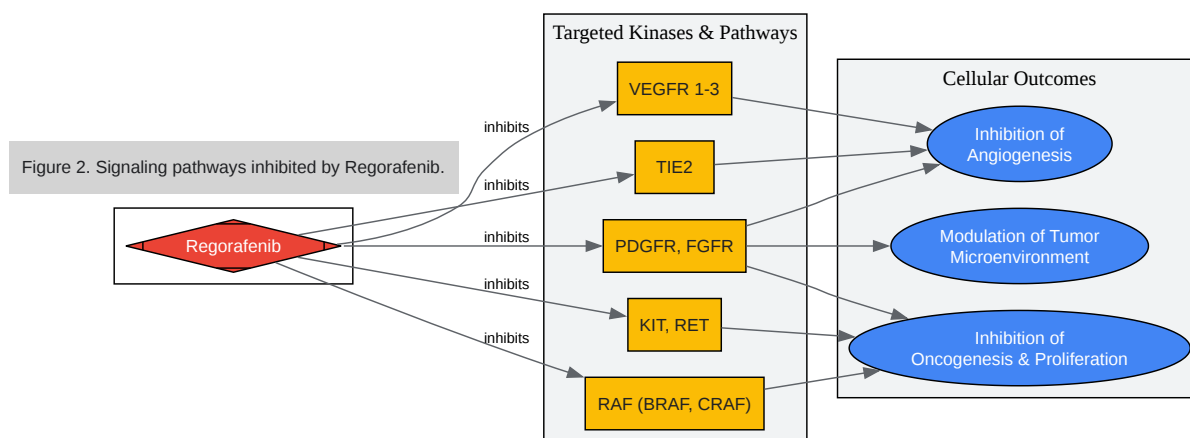 Figure 2. Signaling pathways inhibited by Regorafenib.
Regorafenib
inhibits
inhibits
inhibits
inhibits
inhibits
Targeted Kinases & Pathways
VEGFR 1-3
TIE2
PDGFR, FGFR
KIT, RET
RAF (BRAF, CRAF)
Cellular Outcomes
Inhibition of
Angiogenesis
Modulation of Tumor
Microenvironment
Inhibition of
Oncogenesis & Proliferation